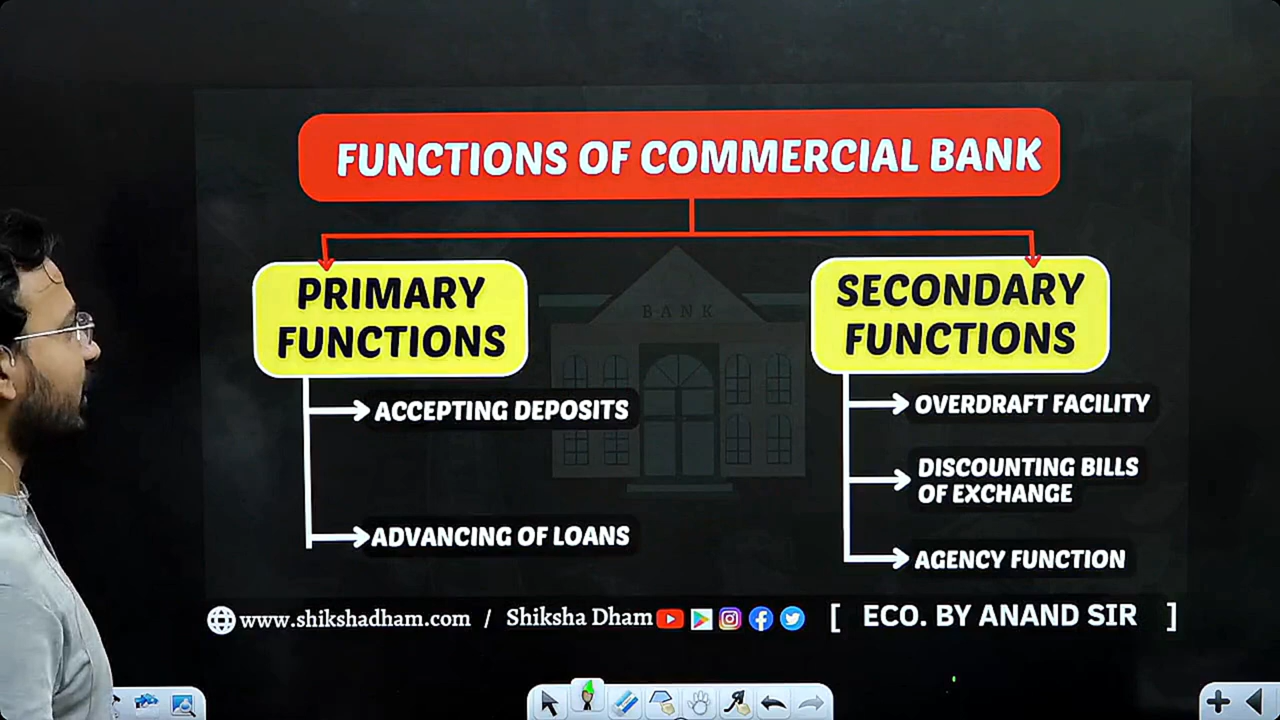 FUNCTIONS OF COMMERCIAL BANK
PRIMARY
FUNCTIONS
ACCEPTING DEPOSITS
ADVANCING OF LOANS
BANK
SECONDARY
FUNCTIONS
OVERDRAFT FACILITY
DISCOUNTING BILLS
OF EXCHANGE
AGENCY FUNCTION
www.shikshadham.com / Shiksha Dham [ ECO. BY ANAND SIR ]